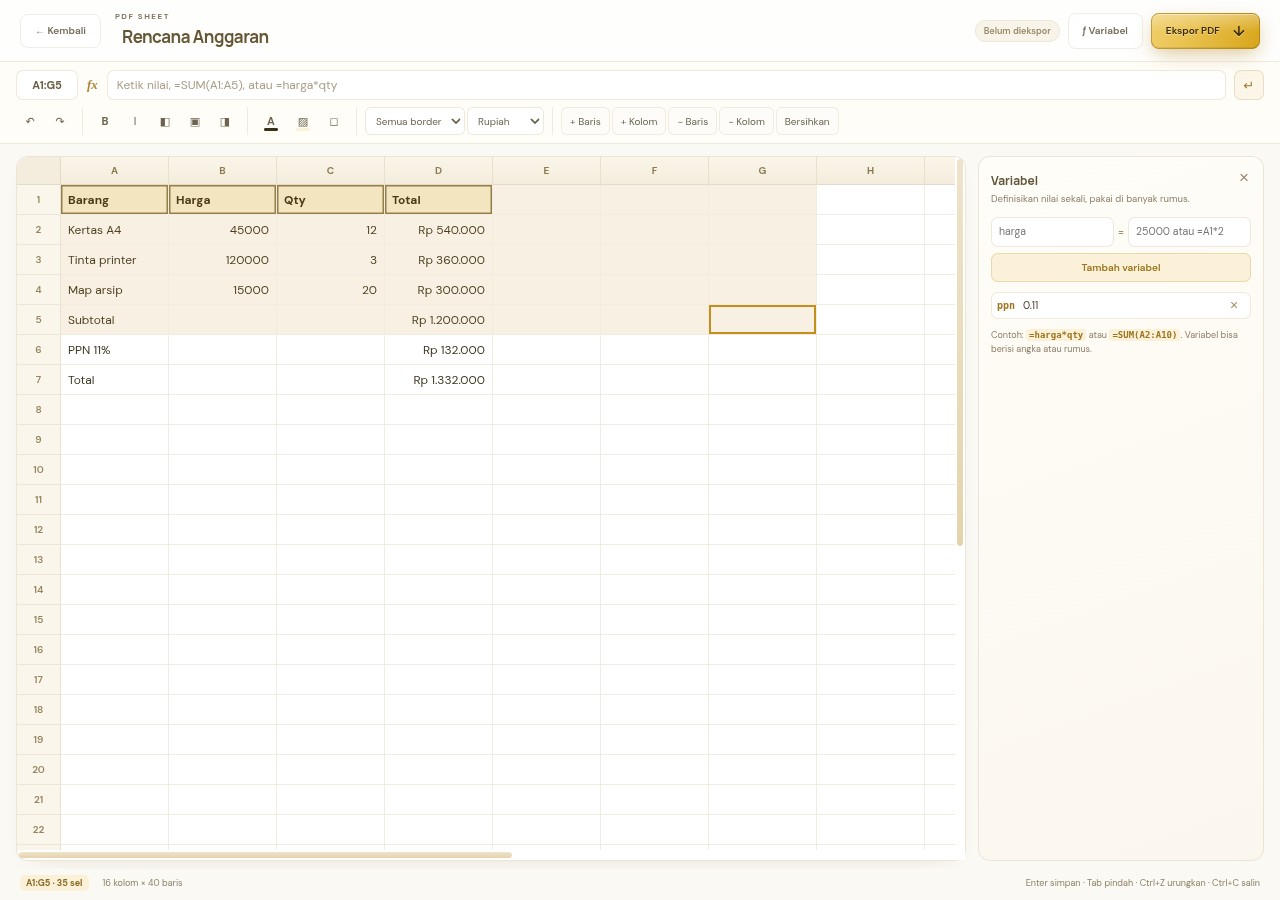 ← Kembali
PDF SHEET
Rencana Anggaran
Belum diekspor
ƒ Variabel
Ekspor PDF ↓
A1:G5
fx
Ketik nilai, =SUM(A1:A5), atau =harga*qty
↵
↶ ↷ B I ◧ ▣ ◨ A ▨ □
Semua border
Rupiah
+ Baris
+ Kolom
− Baris
− Kolom
Bersihkan
A B C D E F G H
1 Barang Harga Qty Total
2 Kertas A4 45000 12 Rp 540.000
3 Tinta printer 120000 3 Rp 360.000
4 Map arsip 15000 20 Rp 300.000
5 Subtotal Rp 1.200.000
6 PPN 11% Rp 132.000
7 Total Rp 1.332.000
8
9
10
11
12
13
14
15
16
17
18
19
20
21
22
Variabel ×
Definisikan nilai sekali, pakai di banyak rumus.
harga = 25000 atau =A1*2
Tambah variabel
ppn 0.11 ×
Contoh: =harga*qty atau =SUM(A2:A10). Variabel bisa
berisi angka atau rumus.
A1:G5 · 35 sel
16 kolom × 40 baris
Enter simpan · Tab pindah · Ctrl+Z urungkan · Ctrl+C salin